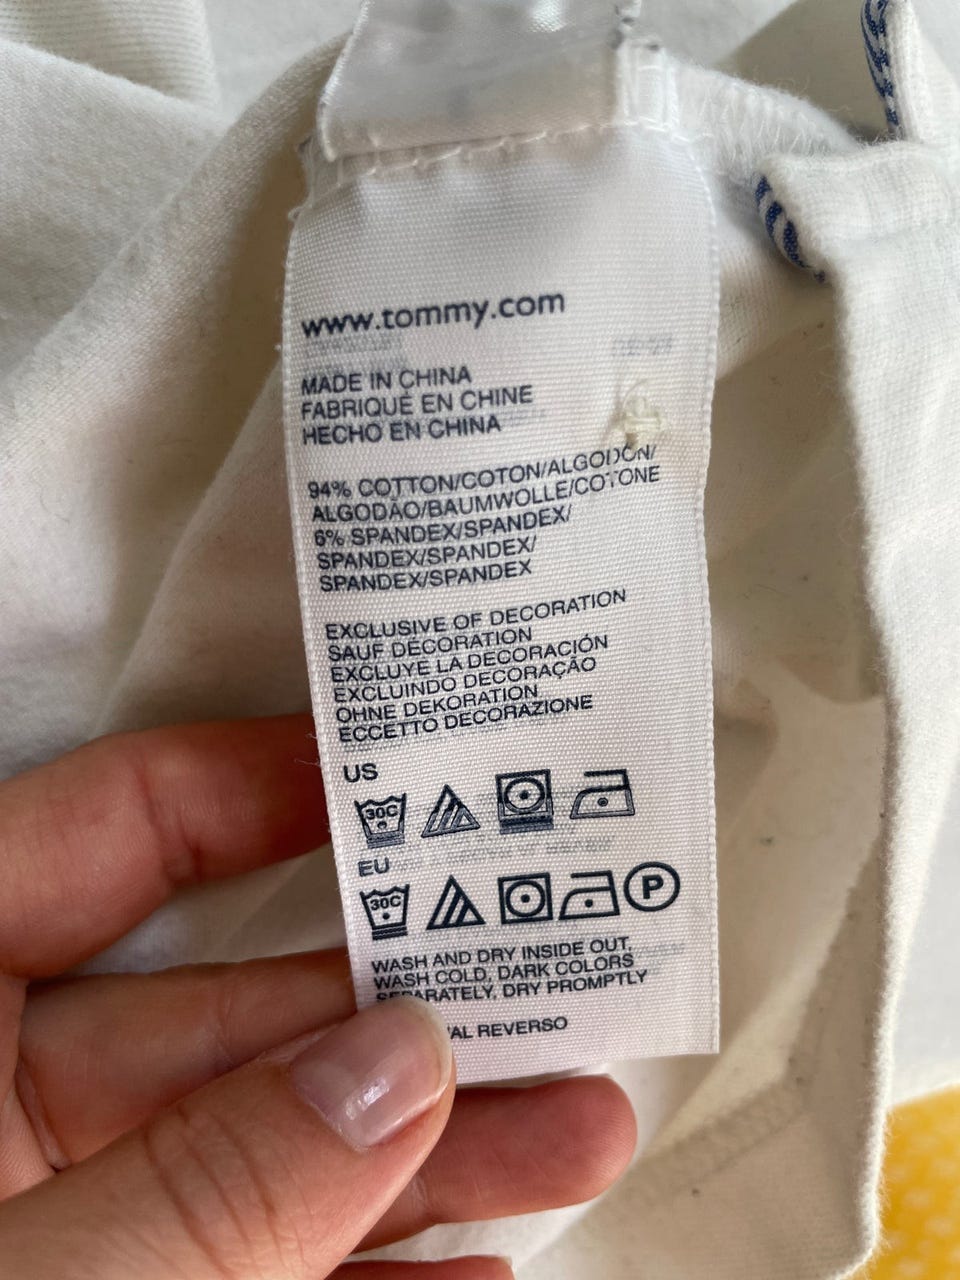 www.tommy.com
MADE IN CHINA
FABRIQUÉ EN CHINE
HECHO EN CHINA
94% COTTON/COTON/ALGODÓN/
ALGODÃO/BAUMWOLLE/COTONE
6% SPANDEX/SPANDEX/
SPANDEX/SPANDEX/
SPANDEX/SPANDEX
EXCLUSIVE OF DECORATION
SAUF DÉCORATION
EXCLUYE LA DECORACIÓN
EXCLUINDO DECORAÇÃO
OHNE DEKORATION
ECCETTO DECORAZIONE
US
30C
EU
30C P
WASH AND DRY INSIDE OUT,
WASH COLD, DARK COLORS
SEPARATELY, DRY PROMPTLY
/AL REVERSO